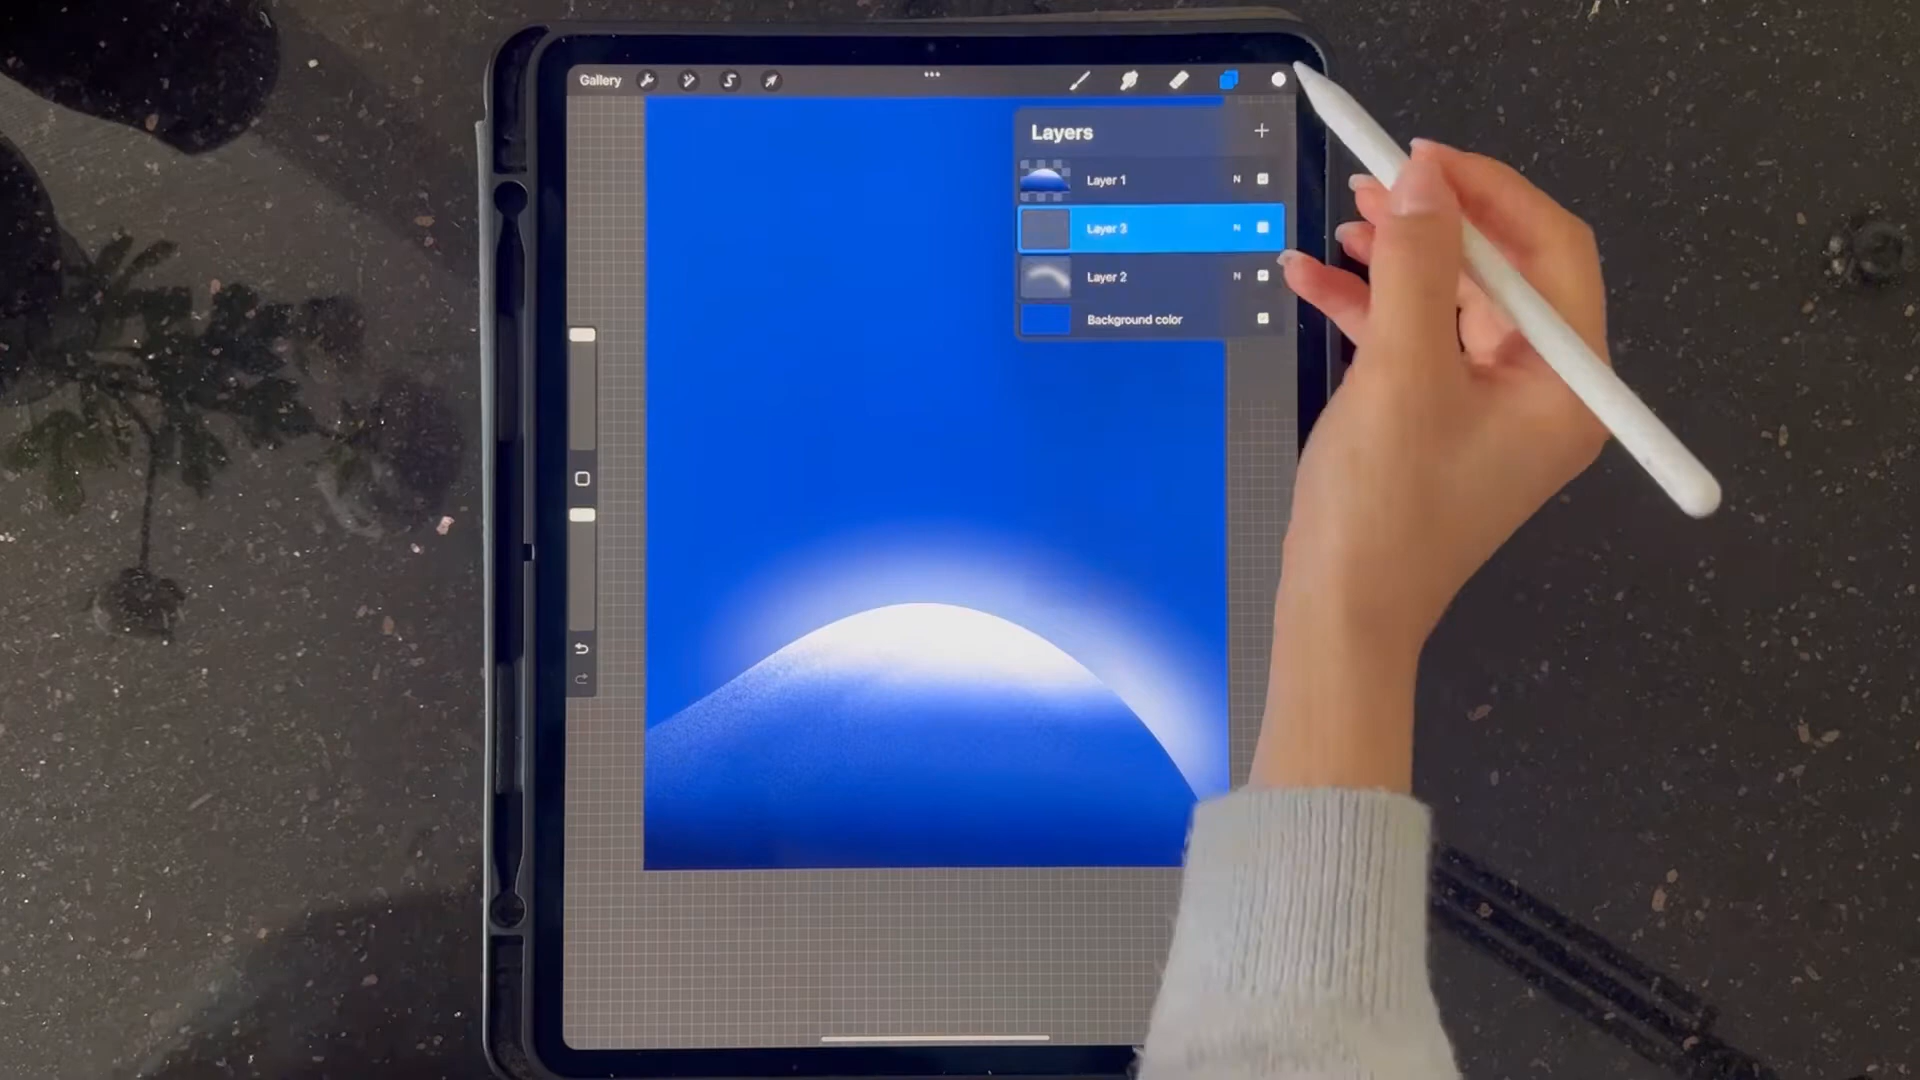 Gallery
Layers
Layer 1 N
Layer 3 N
Layer 2 N
Background color